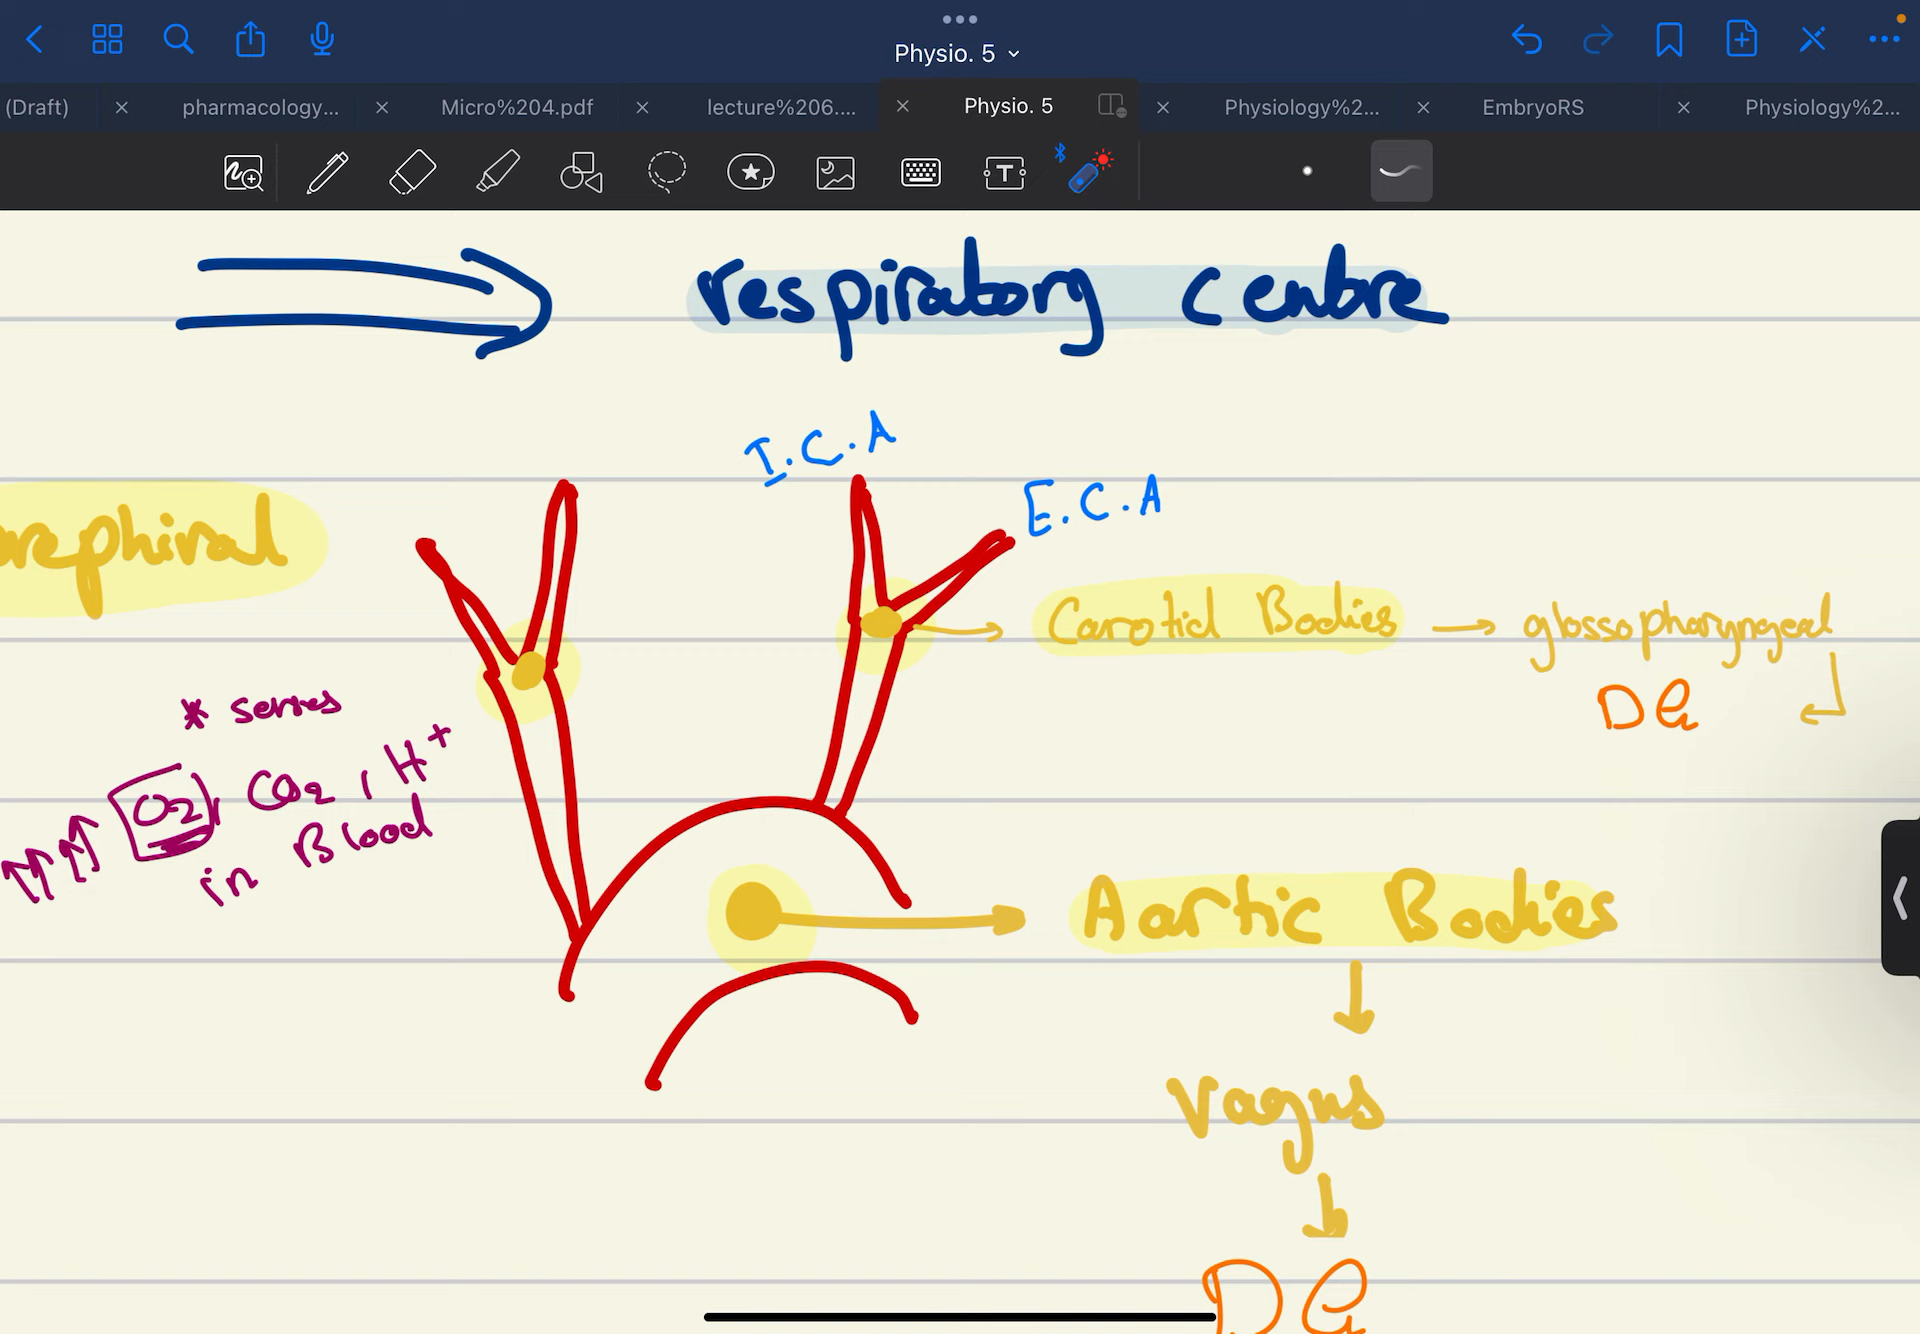 Physio. 5
(Draft)
pharmacology...
Micro%204.pdf
lecture%206....
Physio. 5
Physiology%2...
EmbryoRS
Physiology%2...
respiratory centre
I.C.A
E.C.A
Carotid Bodies → glossopharyngeal
DG
* senses
↑↑↑↑ O2, CO2, H+
in Blood
Aortic Bodies
↓
Vagus
↓
DG